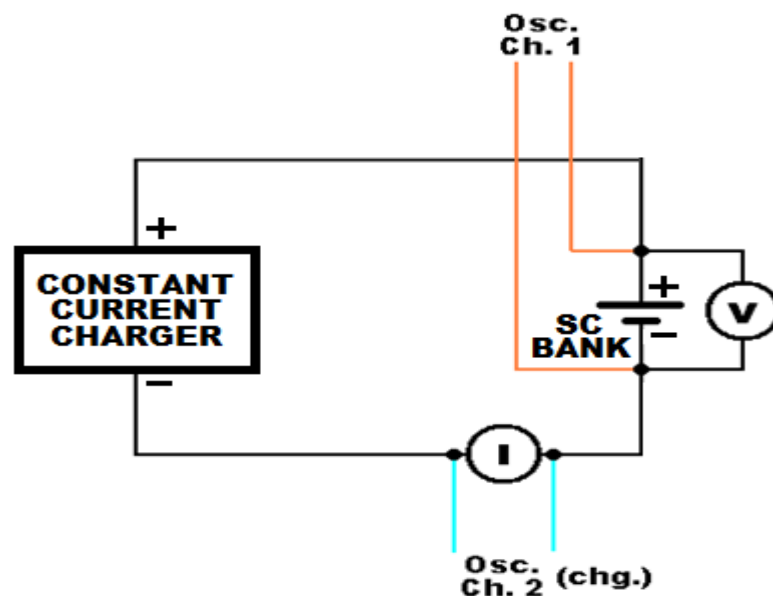 Osc.
Ch. 1
+
CONSTANT
CURRENT
CHARGER
−
+
SC
BANK
−
V
I
Osc.
Ch. 2 (chg.)